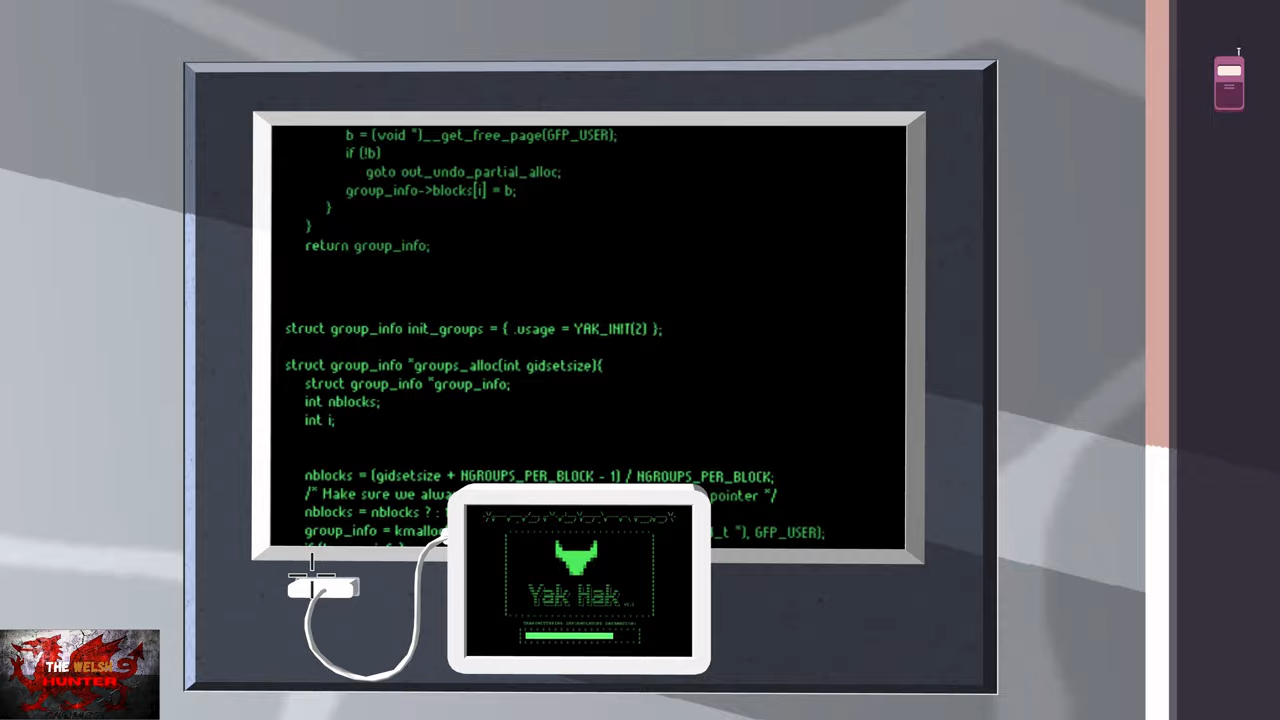 b = (void *)__get_free_page(GFP_USER);
if (!b)
goto out_undo_partial_alloc;
group_info->blocks[i] = b;
}
}
return group_info;
struct group_info init_groups = { .usage = YAK_INIT(2) };
struct group_info *groups_alloc(int gidsetsize){
struct group_info *group_info;
int nblocks;
int i;
nblocks = (gidsetsize + NGROUPS_PER_BLOCK - 1) / NGROUPS_PER_BLOCK;
/* Make sure we alwa pointer */
nblocks = nblocks ? :
group_info = kmalloc _t *), GFP_USER);
Yak Hak
THE WELSH
HUNTER